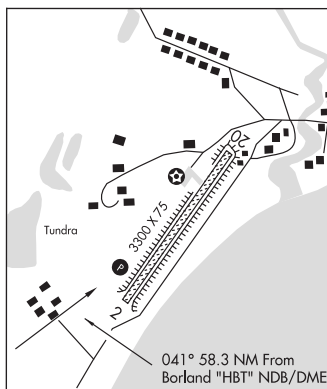 20
3300 X 75
Tundra
P
2
041° 58.3 NM From
Borland "HBT" NDB/DME